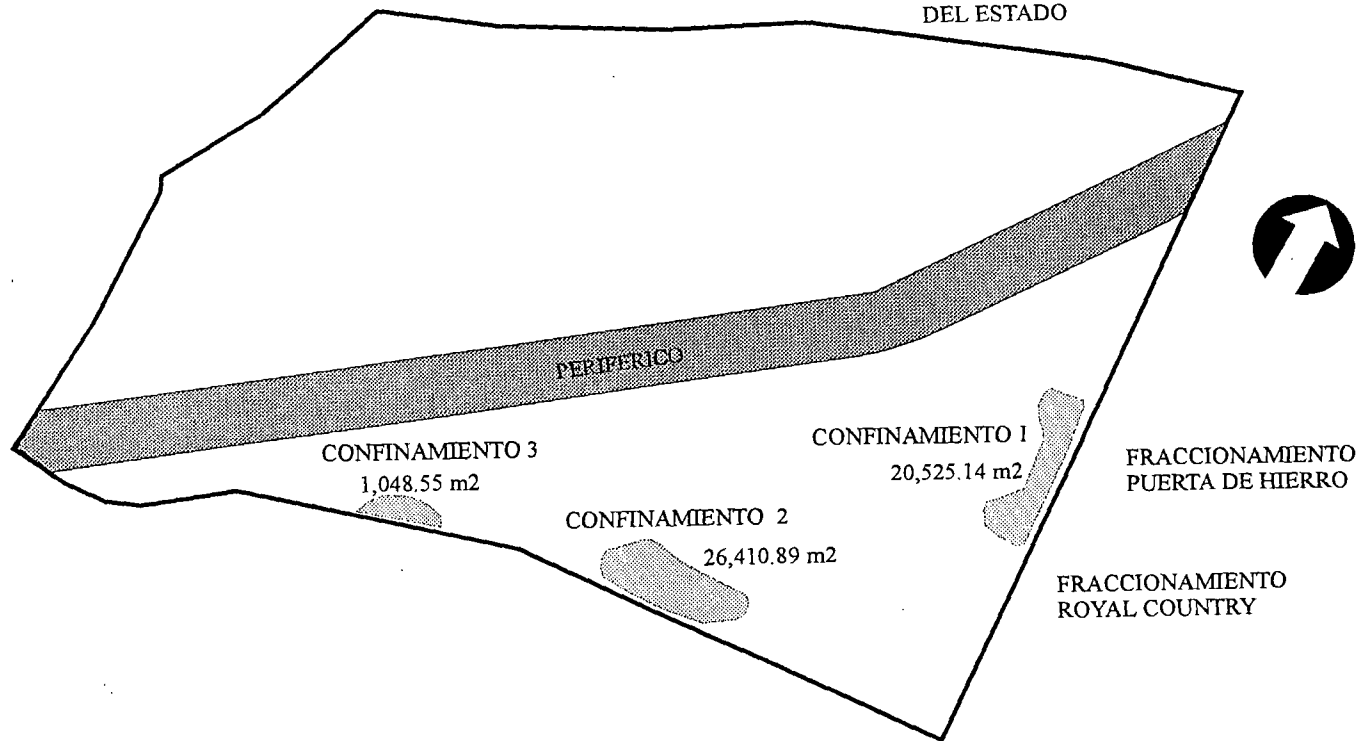 DEL ESTADO
PERIFERICO
CONFINAMIENTO 3
1,048.55 m2
CONFINAMIENTO 1
20,525.14 m2
FRACCIONAMIENTO
PUERTA DE HIERRO
CONFINAMIENTO 2
26,410.89 m2
FRACCIONAMIENTO
ROYAL COUNTRY